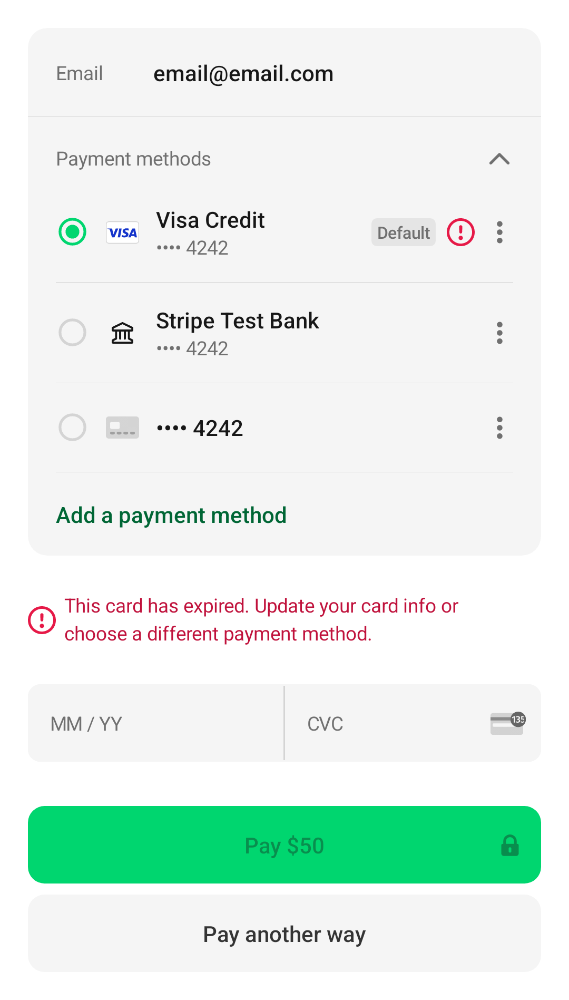 Email email@email.com
Payment methods
VISA Visa Credit Default
•••• 4242
Stripe Test Bank
•••• 4242
•••• 4242
Add a payment method
This card has expired. Update your card info or
choose a different payment method.
MM / YY CVC 135
Pay $50
Pay another way